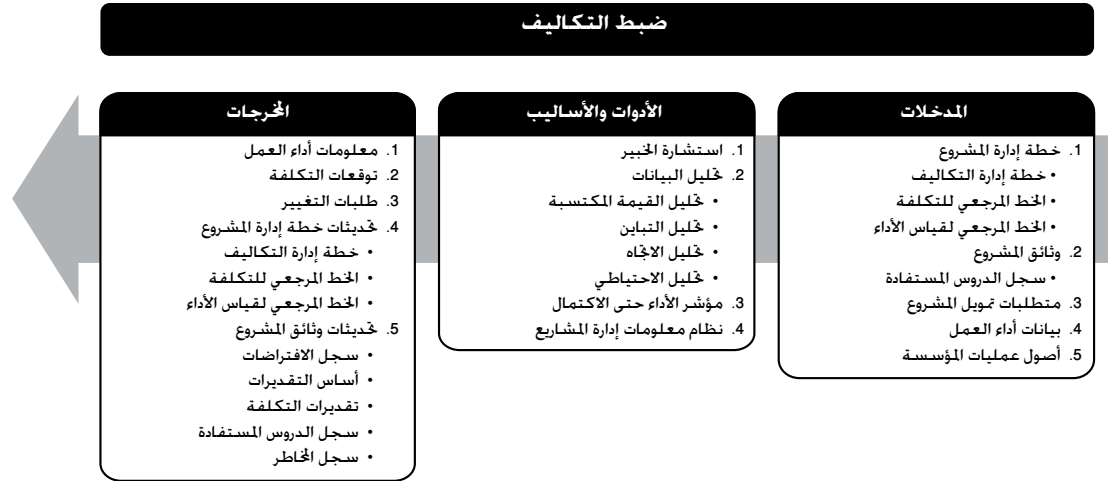 ضبط التكاليف
المدخلات
1. خطة إدارة المشروع
• خطة إدارة التكاليف
• الخط المرجعي للتكلفة
• الخط المرجعي لقياس الأداء
2. وثائق المشروع
• سجل الدروس المستفادة
3. متطلبات تمويل المشروع
4. بيانات أداء العمل
5. أصول عمليات المؤسسة
الأدوات والأساليب
1. استشارة الخبير
2. تحليل البيانات
• تحليل القيمة المكتسبة
• تحليل التباين
• تحليل الاتجاه
• تحليل الاحتياطي
3. مؤشر الأداء حتى الاكتمال
4. نظام معلومات إدارة المشاريع
المخرجات
1. معلومات أداء العمل
2. توقعات التكلفة
3. طلبات التغيير
4. تحديثات خطة إدارة المشروع
• خطة إدارة التكاليف
• الخط المرجعي للتكلفة
• الخط المرجعي لقياس الأداء
5. تحديثات وثائق المشروع
• سجل الافتراضات
• أساس التقديرات
• تقديرات التكلفة
• سجل الدروس المستفادة
• سجل المخاطر